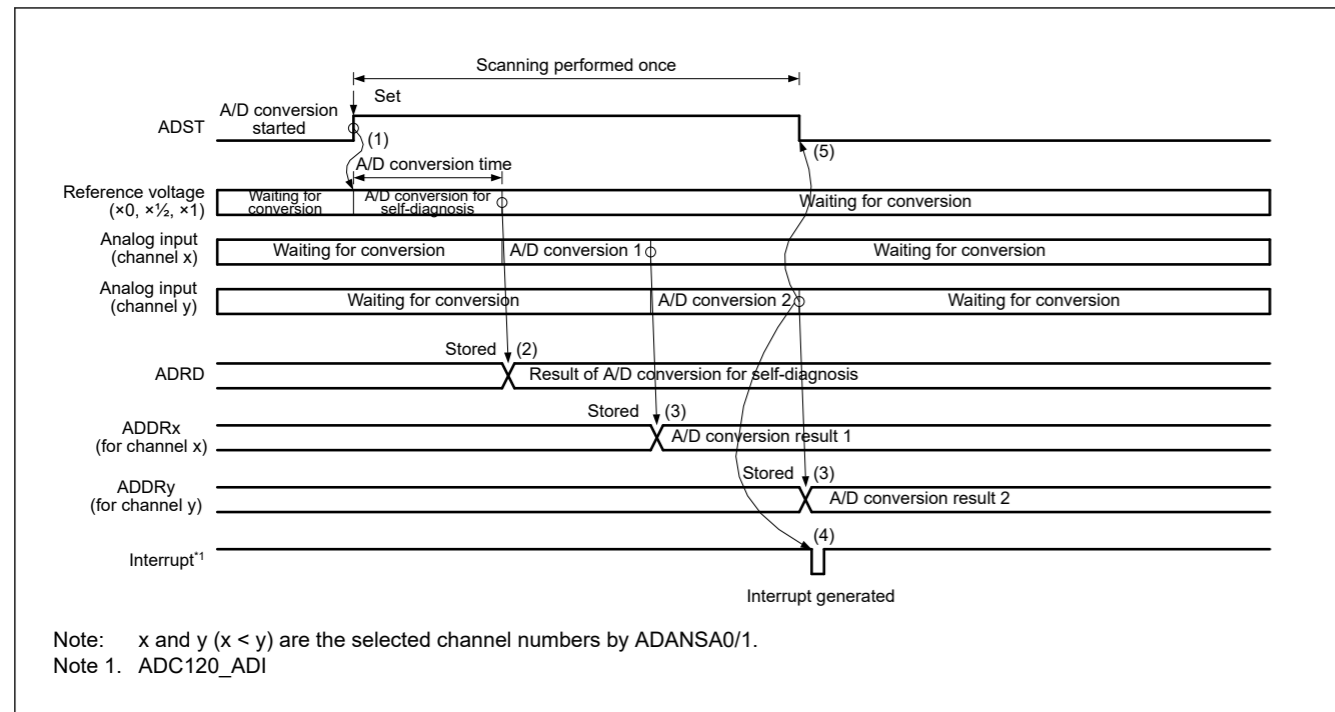 Scanning performed once
Set
A/D conversion
started
ADST
(1)
(5)
A/D conversion time
Reference voltage
(×0, ×½, ×1)
Waiting for
conversion
A/D conversion for
self-diagnosis
Waiting for conversion
Analog input
(channel x)
Waiting for conversion
A/D conversion 1
Waiting for conversion
Analog input
(channel y)
Waiting for conversion
A/D conversion 2
Waiting for conversion
Stored
(2)
ADRD
Result of A/D conversion for self-diagnosis
Stored
(3)
ADDRx
(for channel x)
A/D conversion result 1
Stored
(3)
ADDRy
(for channel y)
A/D conversion result 2
(4)
Interrupt*1
Interrupt generated
Note: x and y (x < y) are the selected channel numbers by ADANSA0/1.
Note 1. ADC120_ADI